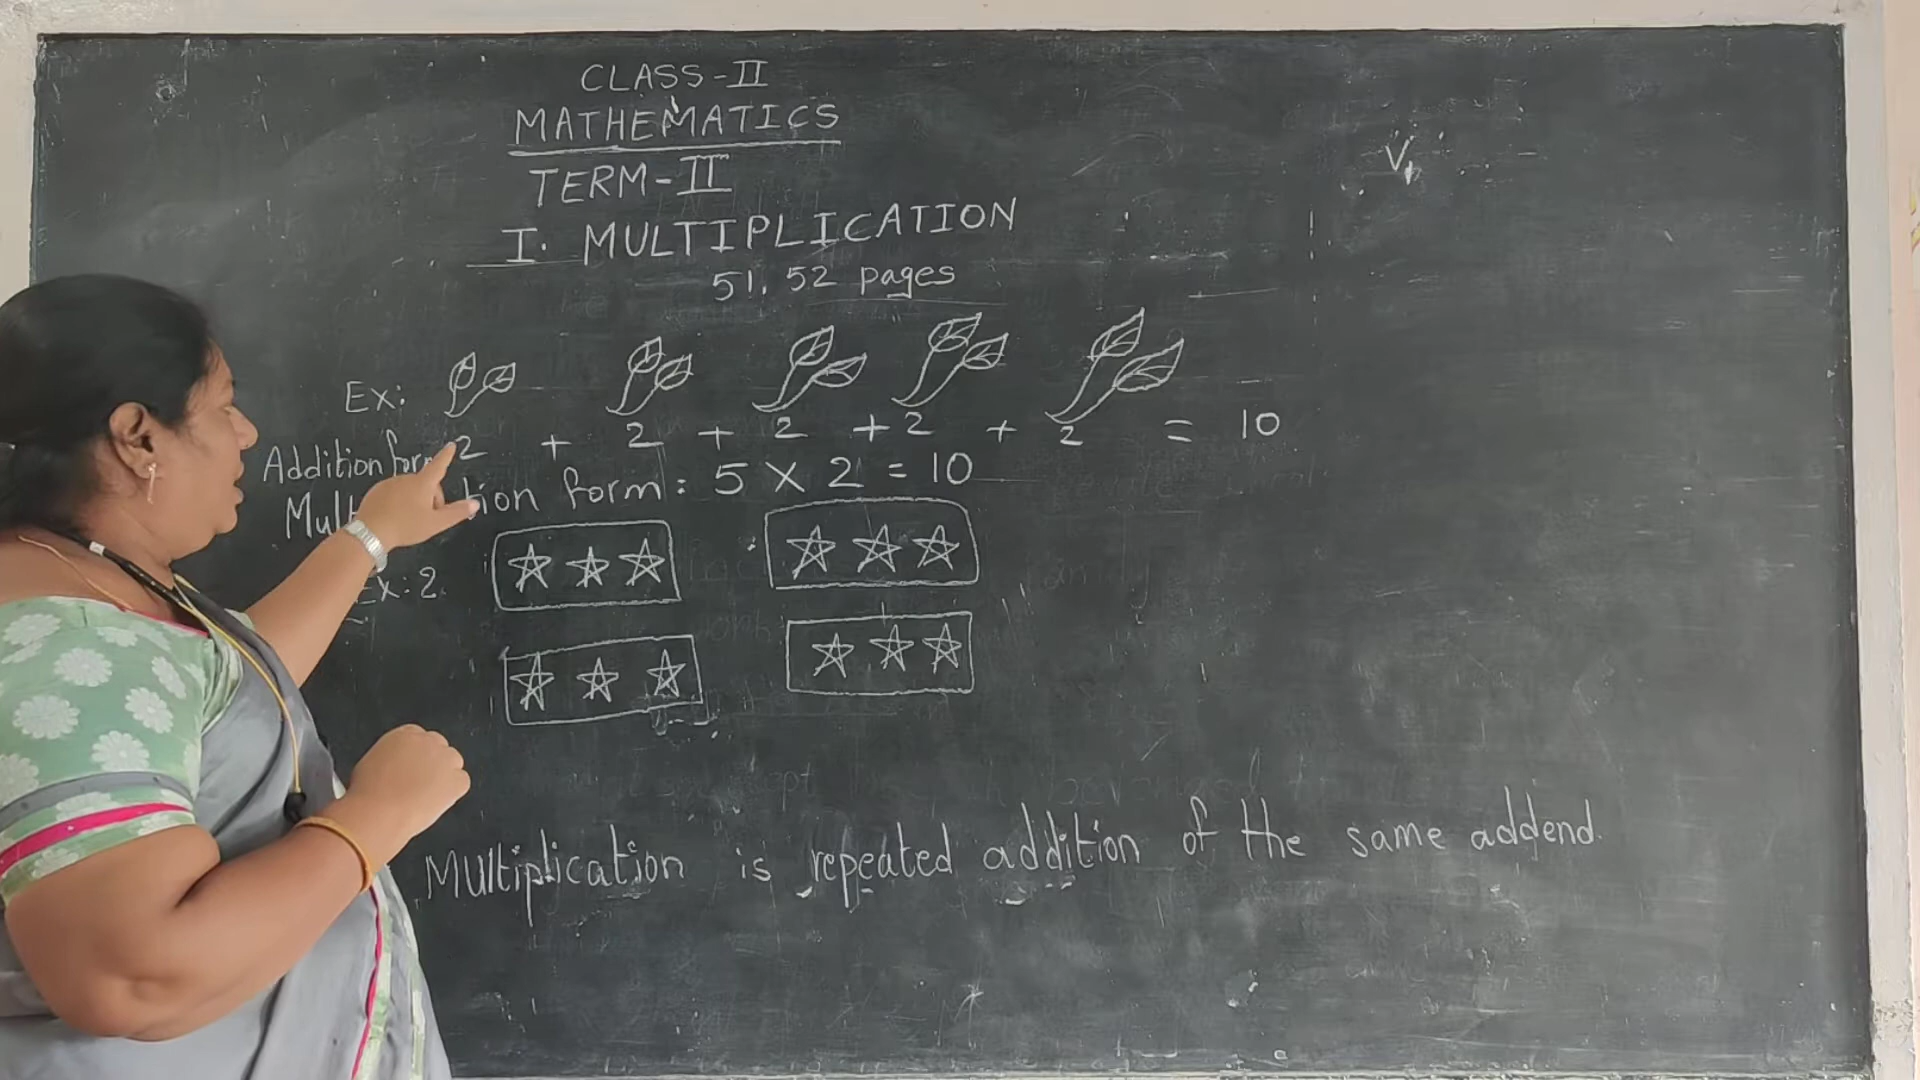 CLASS-II
MATHEMATICS
TERM-II
I. MULTIPLICATION
51, 52 pages
Ex:
Addition form 2 + 2 + 2 + 2 + 2 = 10
form: 5 X 2 = 10
Ex: 2
Multiplication is repeated addition of the same addend.